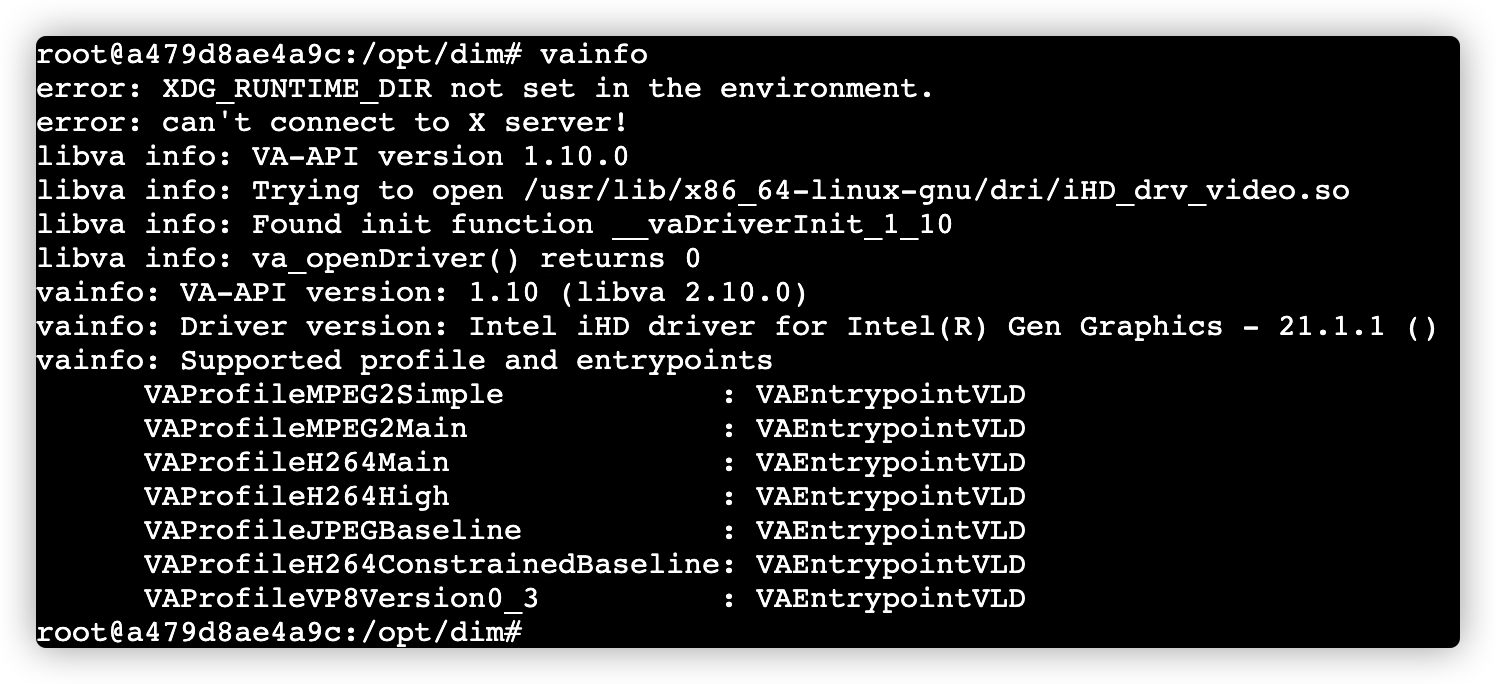 root@a479d8ae4a9c:/opt/dim# vainfo
error: XDG_RUNTIME_DIR not set in the environment.
error: can't connect to X server!
libva info: VA-API version 1.10.0
libva info: Trying to open /usr/lib/x86_64-linux-gnu/dri/iHD_drv_video.so
libva info: Found init function __vaDriverInit_1_10
libva info: va_openDriver() returns 0
vainfo: VA-API version: 1.10 (libva 2.10.0)
vainfo: Driver version: Intel iHD driver for Intel(R) Gen Graphics - 21.1.1 ()
vainfo: Supported profile and entrypoints
      VAProfileMPEG2Simple            : VAEntrypointVLD
      VAProfileMPEG2Main              : VAEntrypointVLD
      VAProfileH264Main               : VAEntrypointVLD
      VAProfileH264High               : VAEntrypointVLD
      VAProfileJPEGBaseline           : VAEntrypointVLD
      VAProfileH264ConstrainedBaseline: VAEntrypointVLD
      VAProfileVP8Version0_3          : VAEntrypointVLD
root@a479d8ae4a9c:/opt/dim#